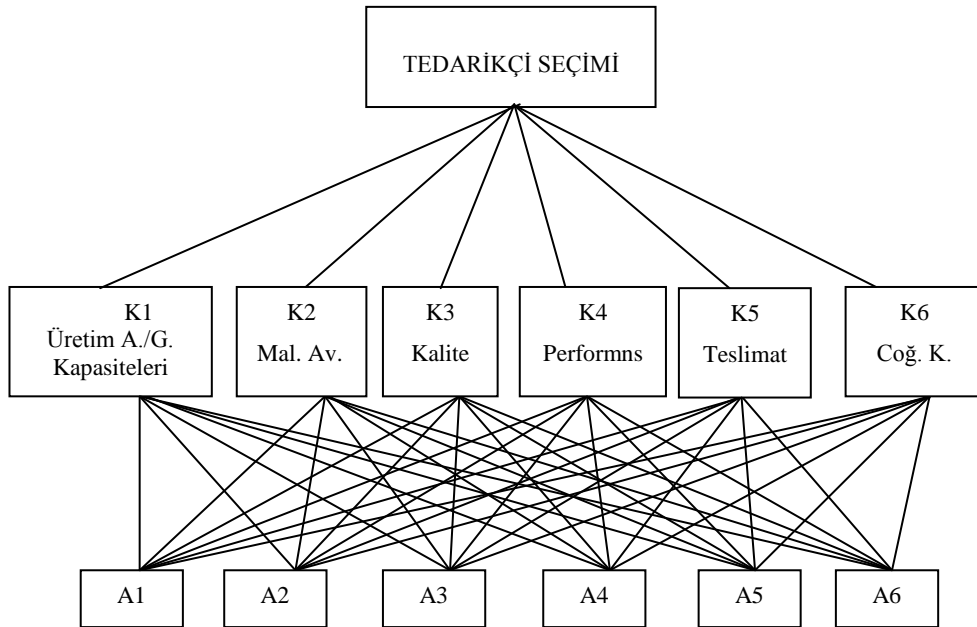 TEDARİKÇİ SEÇİMİ
K1
Üretim A./G.
Kapasiteleri
K2
Mal. Av.
K3
Kalite
K4
Performns
K5
Teslimat
K6
Coğ. K.
A1
A2
A3
A4
A5
A6